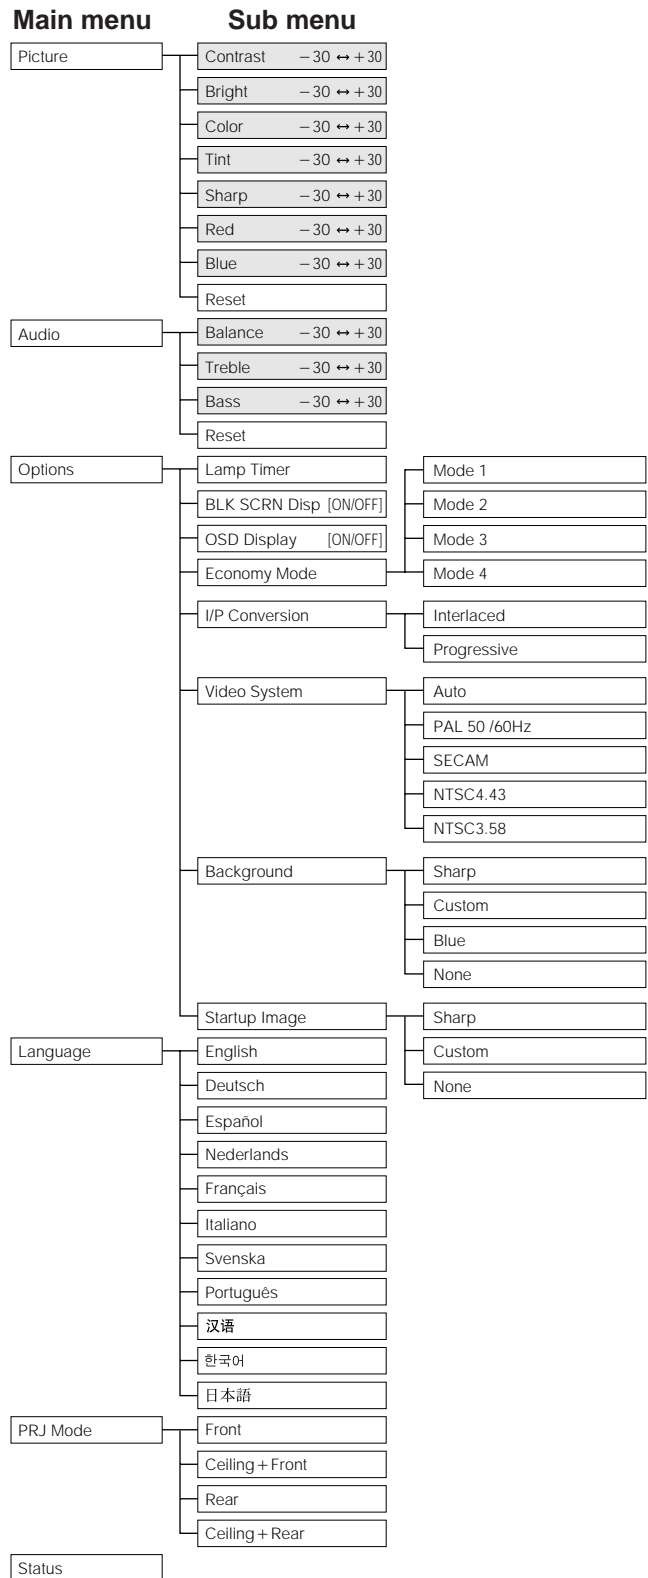 Main menu Sub menu
Picture Contrast −30 ↔ +30
Bright −30 ↔ +30
Color −30 ↔ +30
Tint −30 ↔ +30
Sharp −30 ↔ +30
Red −30 ↔ +30
Blue −30 ↔ +30
Reset
Audio Balance −30 ↔ +30
Treble −30 ↔ +30
Bass −30 ↔ +30
Reset
Options Lamp Timer Mode 1
BLK SCRN Disp [ON/OFF] Mode 2
OSD Display [ON/OFF] Mode 3
Economy Mode Mode 4
I/P Conversion Interlaced
Progressive
Video System Auto
PAL 50 /60Hz
SECAM
NTSC4.43
NTSC3.58
Background Sharp
Custom
Blue
None
Startup Image Sharp
Language English Custom
Deutsch None
Español
Nederlands
Français
Italiano
Svenska
Português
汉语
한국어
日本語
PRJ Mode Front
Ceiling+Front
Rear
Ceiling+Rear
Status